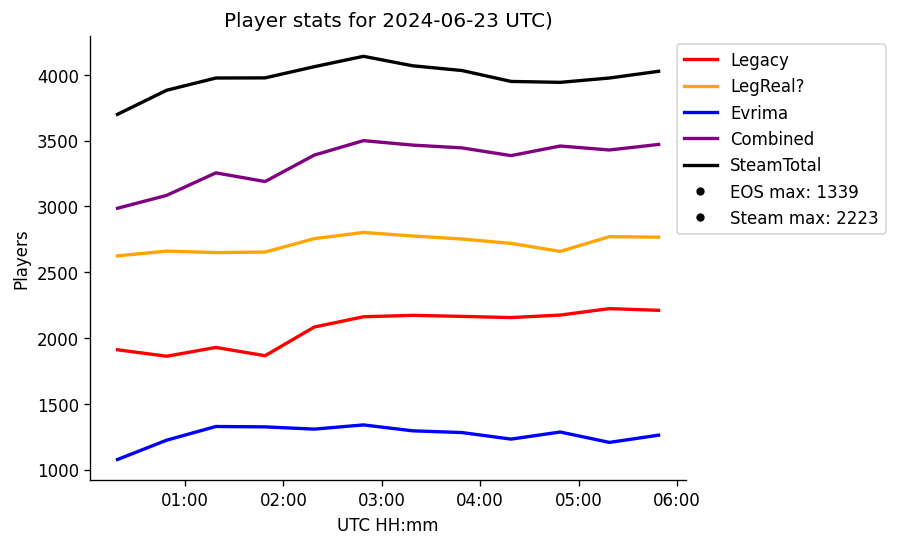 Player stats for 2024-06-23 UTC)
Players
4000
3500
3000
2500
2000
1500
1000
01:00 02:00 03:00 04:00 05:00 06:00
UTC HH:mm
Legacy
LegReal?
Evrima
Combined
SteamTotal
EOS max: 1339
Steam max: 2223